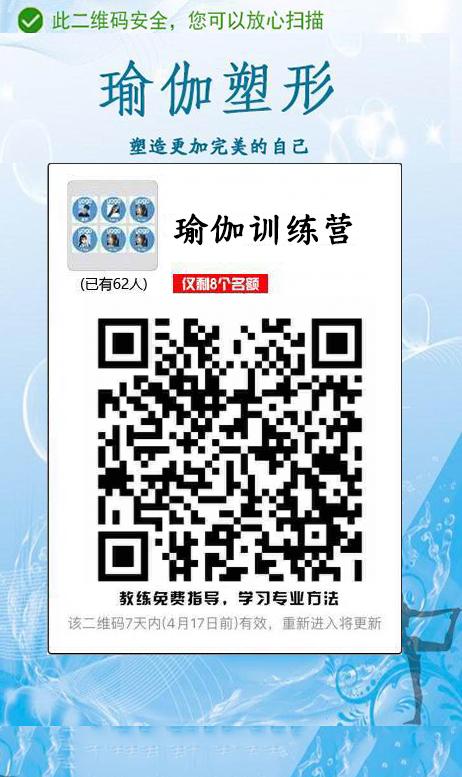 此二维码安全，您可以放心扫描
瑜伽塑形
塑造更加完美的自己
瑜伽训练营
(已有62人)
仅剩8个名额
教练免费指导，学习专业方法
该二维码7天内(4月17日前)有效，重新进入将更新